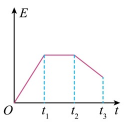 E
O t₁ t₂ t₃ t